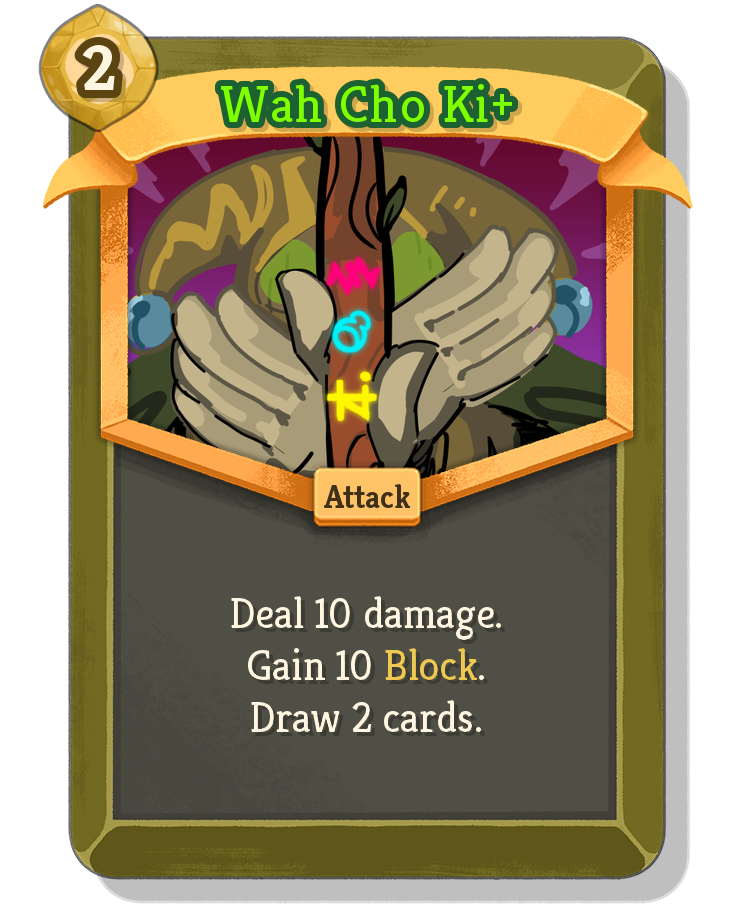 2
Wah Cho Ki+
Attack
Deal 10 damage.
Gain 10 Block.
Draw 2 cards.